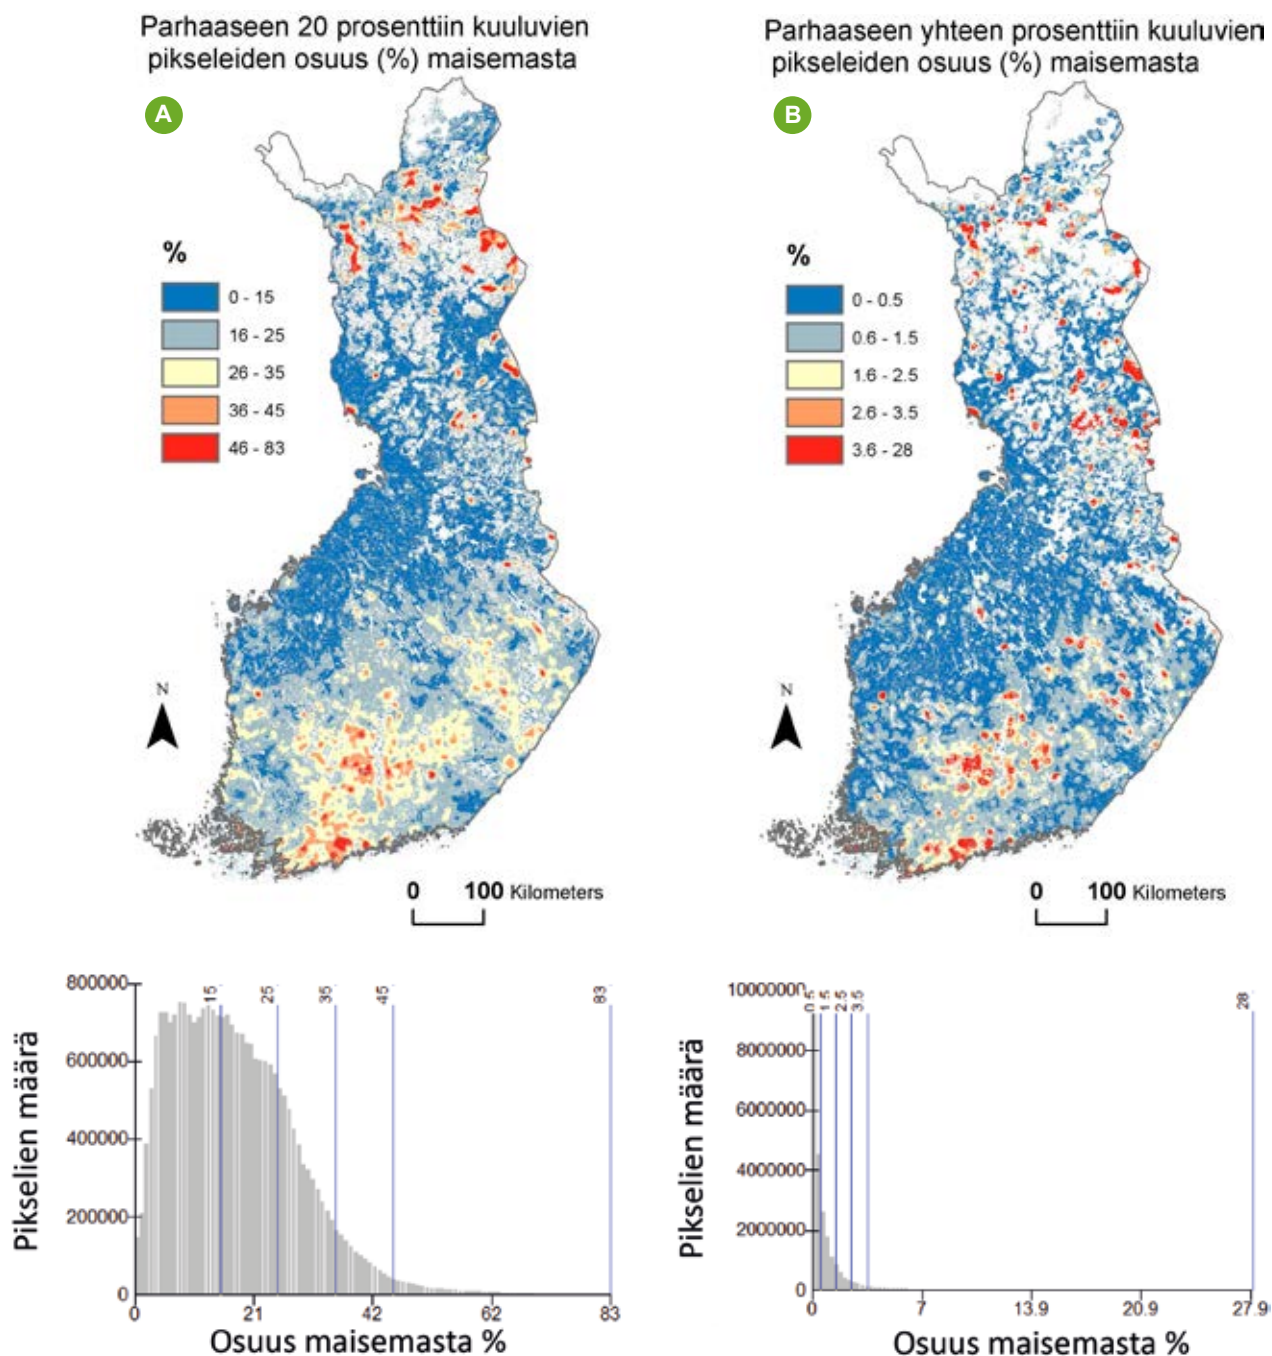 Parhaaseen 20 prosenttiin kuuluvien
pikseleiden osuus (%) maisemasta
A
%
0 - 15
16 - 25
26 - 35
36 - 45
46 - 83
N
0 100 Kilometers
Parhaaseen yhteen prosenttiin kuuluvien
pikseleiden osuus (%) maisemasta
B
%
0 - 0.5
0.6 - 1.5
1.6 - 2.5
2.6 - 3.5
3.6 - 28
N
0 100 Kilometers
Pikselien määrä
800000
600000
400000
200000
0
15
25
35
45
83
0 21 42 62 83
Osuus maisemasta %
Pikselien määrä
10000000
8000000
6000000
4000000
2000000
0
0.5
1.5
2.5
3.5
28
0 7 13.9 20.9 27.9
Osuus maisemasta %